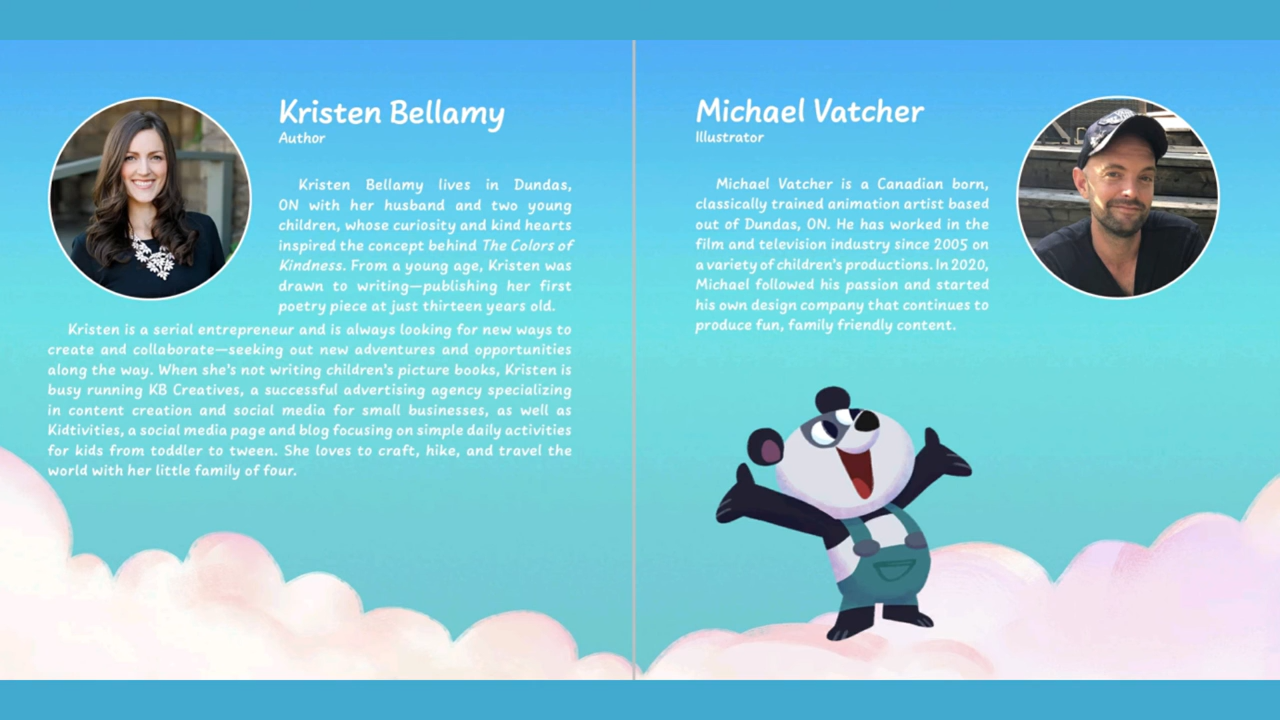 Kristen Bellamy
Author
Kristen Bellamy lives in Dundas,
ON with her husband and two young
children, whose curiosity and kind hearts
inspired the concept behind The Colors of
Kindness. From a young age, Kristen was
drawn to writing—publishing her first
poetry piece at just thirteen years old.
Kristen is a serial entrepreneur and is always looking for new ways to
create and collaborate—seeking out new adventures and opportunities
along the way. When she's not writing children's picture books, Kristen is
busy running KB Creatives, a successful advertising agency specializing
in content creation and social media for small businesses, as well as
Kidtivities, a social media page and blog focusing on simple daily activities
for kids from toddler to tween. She loves to craft, hike, and travel the
world with her little family of four.
Michael Vatcher
Illustrator
Michael Vatcher is a Canadian born,
classically trained animation artist based
out of Dundas, ON. He has worked in the
film and television industry since 2005 on
a variety of children's productions. In 2020,
Michael followed his passion and started
his own design company that continues to
produce fun, family friendly content.